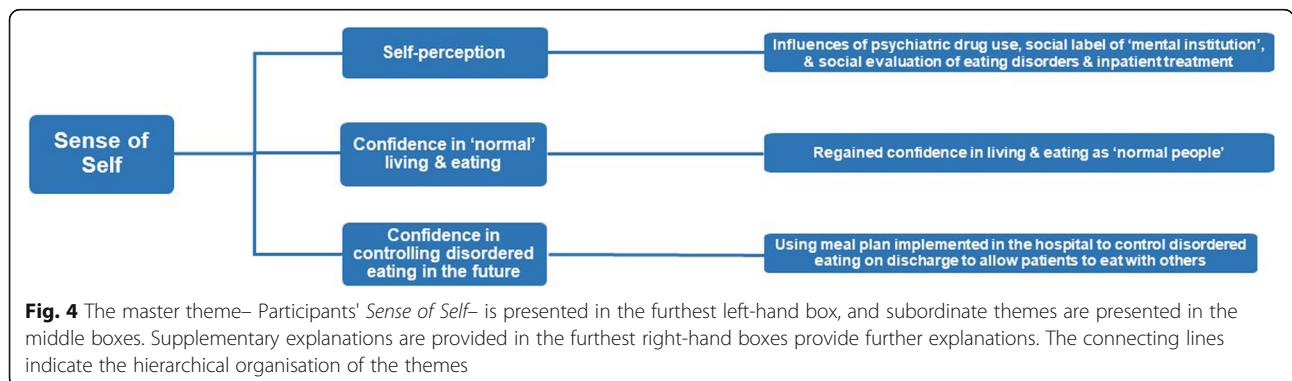 Sense of
Self
Self-perception
Influences of psychiatric drug use, social label of 'mental institution',
& social evaluation of eating disorders & inpatient treatment
Confidence in 'normal'
living & eating
Regained confidence in living & eating as 'normal people'
Confidence in
controlling disordered
eating in the future
Using meal plan implemented in the hospital to control disordered
eating on discharge to allow patients to eat with others
Fig. 4 The master theme– Participants' Sense of Self– is presented in the furthest left-hand box, and subordinate themes are presented in the
middle boxes. Supplementary explanations are provided in the furthest right-hand boxes provide further explanations. The connecting lines
indicate the hierarchical organisation of the themes